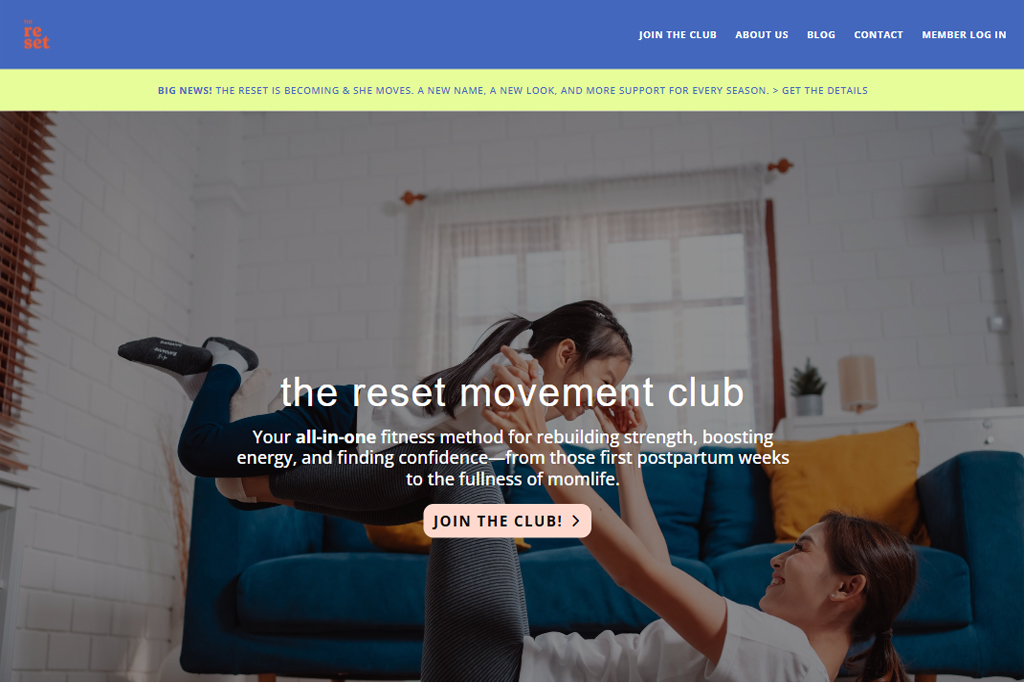 the
re
set
JOIN THE CLUB ABOUT US BLOG CONTACT MEMBER LOG IN
BIG NEWS! THE RESET IS BECOMING & SHE MOVES. A NEW NAME, A NEW LOOK, AND MORE SUPPORT FOR EVERY SEASON. > GET THE DETAILS
the reset movement club
Your all-in-one fitness method for rebuilding strength, boosting
energy, and finding confidence—from those first postpartum weeks
to the fullness of momlife.
JOIN THE CLUB! >